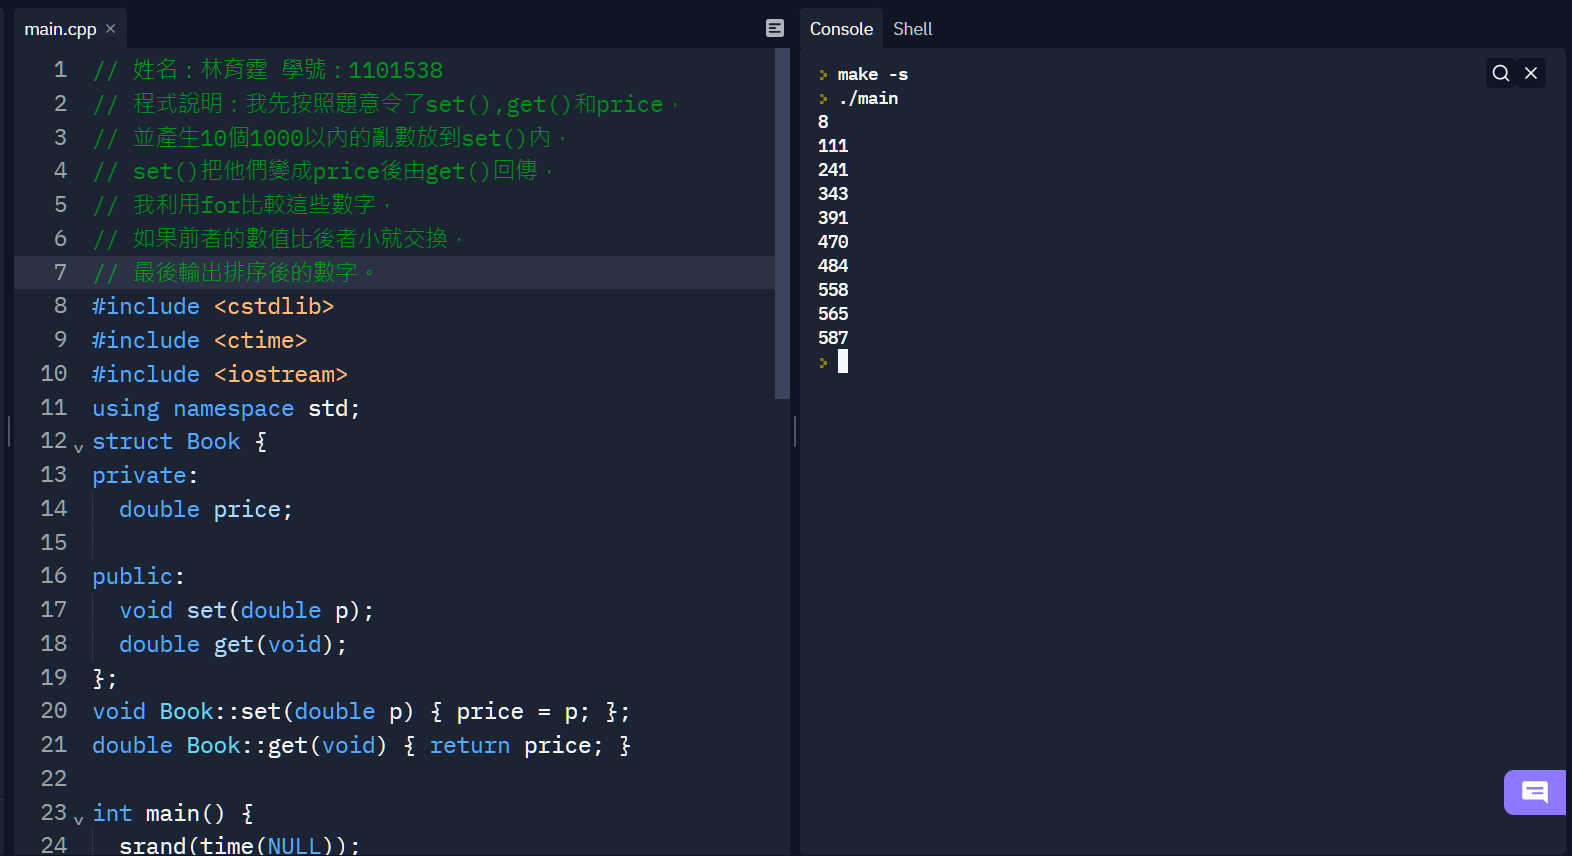 main.cpp ×
1 // 姓名：林育霆 學號：1101538
2 // 程式說明：我先按照題意令了set(),get()和price，
3 // 並產生10個1000以內的亂數放到set()內，
4 // set()把他們變成price後由get()回傳，
5 // 我利用for比較這些數字，
6 // 如果前者的數值比後者小就交換，
7 // 最後輸出排序後的數字。
8 #include <cstdlib>
9 #include <ctime>
10 #include <iostream>
11 using namespace std;
12 struct Book {
13 private:
14 double price;
15
16 public:
17 void set(double p);
18 double get(void);
19 };
20 void Book::set(double p) { price = p; };
21 double Book::get(void) { return price; }
22
23 int main() {
24 srand(time(NULL));
Console Shell
> make -s
> ./main
8
111
241
343
391
470
484
558
565
587
>